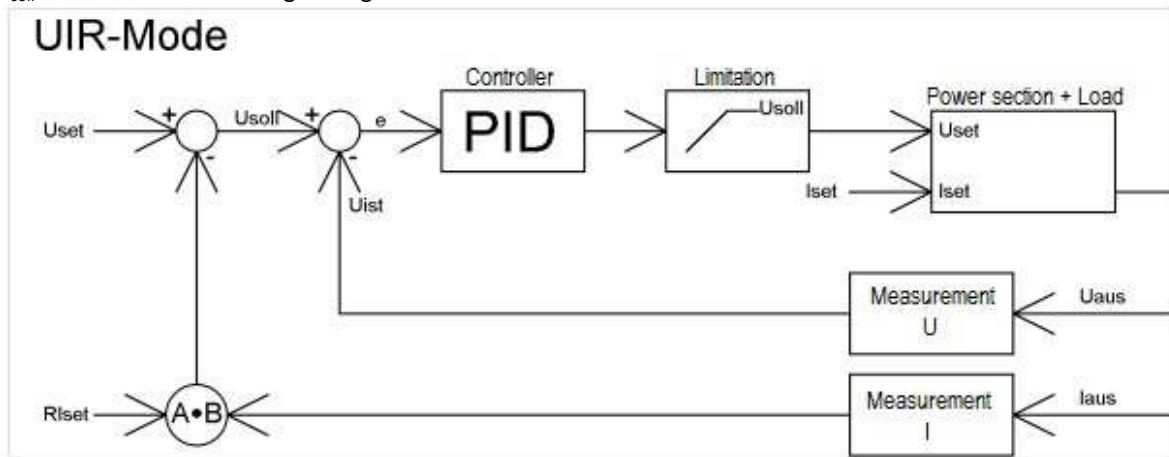 UIR-Mode
Controller
Limitation
Power section + Load
Uset
+
-
Usoll
+
-
e
PID
Usoll
Uset
Iset
Iset
Uist
Measurement
U
Uaus
RIset
A•B
Measurement
I
Iaus